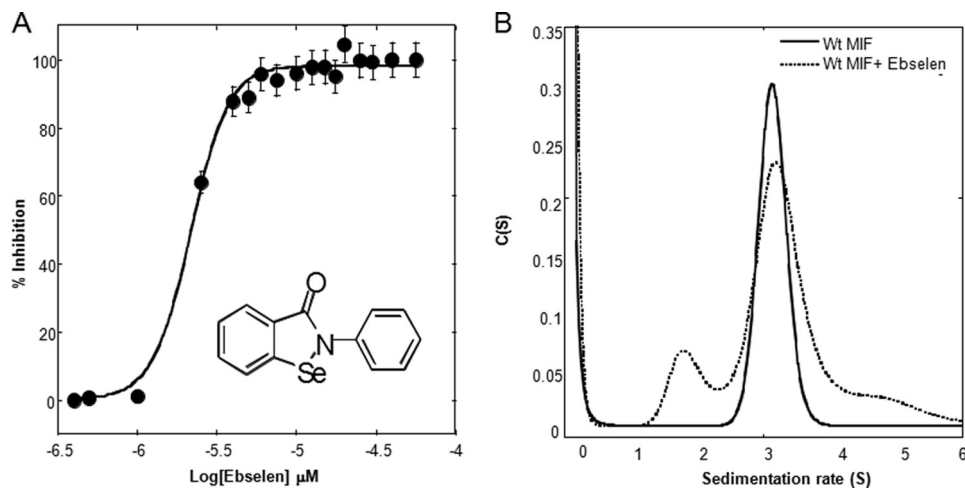 A
100
80
60
40
20
0
% Inhibition
O
N
Se
-6.5 -6 -5.5 -5 -4.5 -4
Log[Ebselen] µM
B
Wt MIF
Wt MIF+ Ebselen
0.35
0.3
0.2
0.15
0.1
0.05
0
C(S)
0 1 2 3 4 5 6
Sedimentation rate (S)